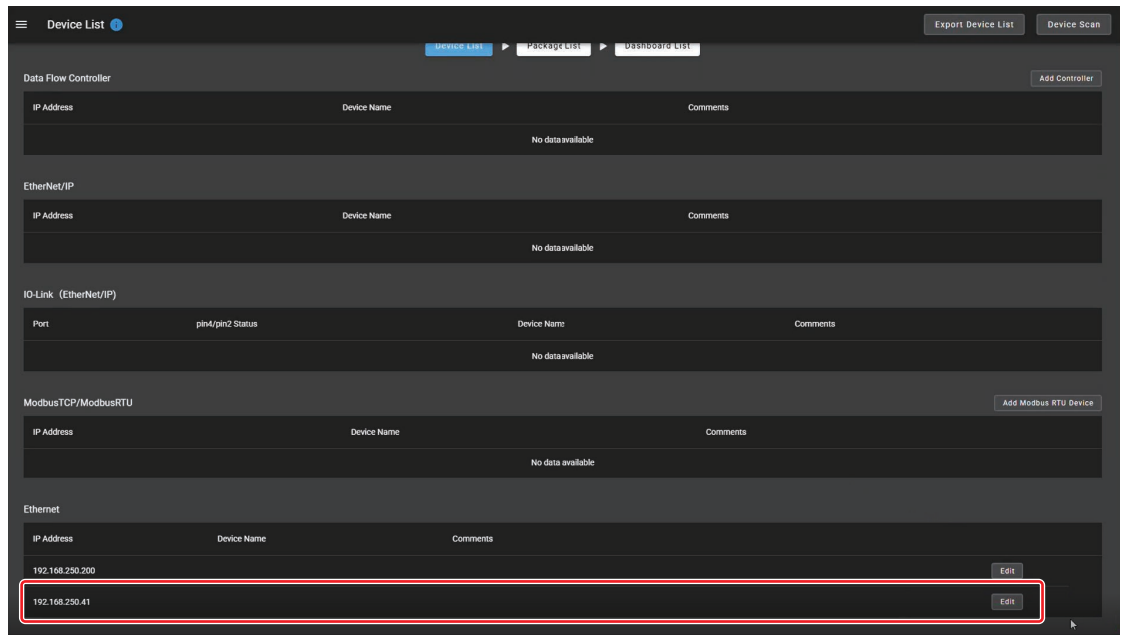 Device List
Export Device List
Device Scan
Device List
Package List
Dashboard List
Data Flow Controller
Add Controller
IP Address Device Name Comments
No data available
EtherNet/IP
IP Address Device Name Comments
No data available
IO-Link (EtherNet/IP)
Port pin4/pin2 Status Device Name Comments
No data available
ModbusTCP/ModbusRTU
Add Modbus RTU Device
IP Address Device Name Comments
No data available
Ethernet
IP Address Device Name Comments
192.168.250.200 Edit
192.168.250.41 Edit